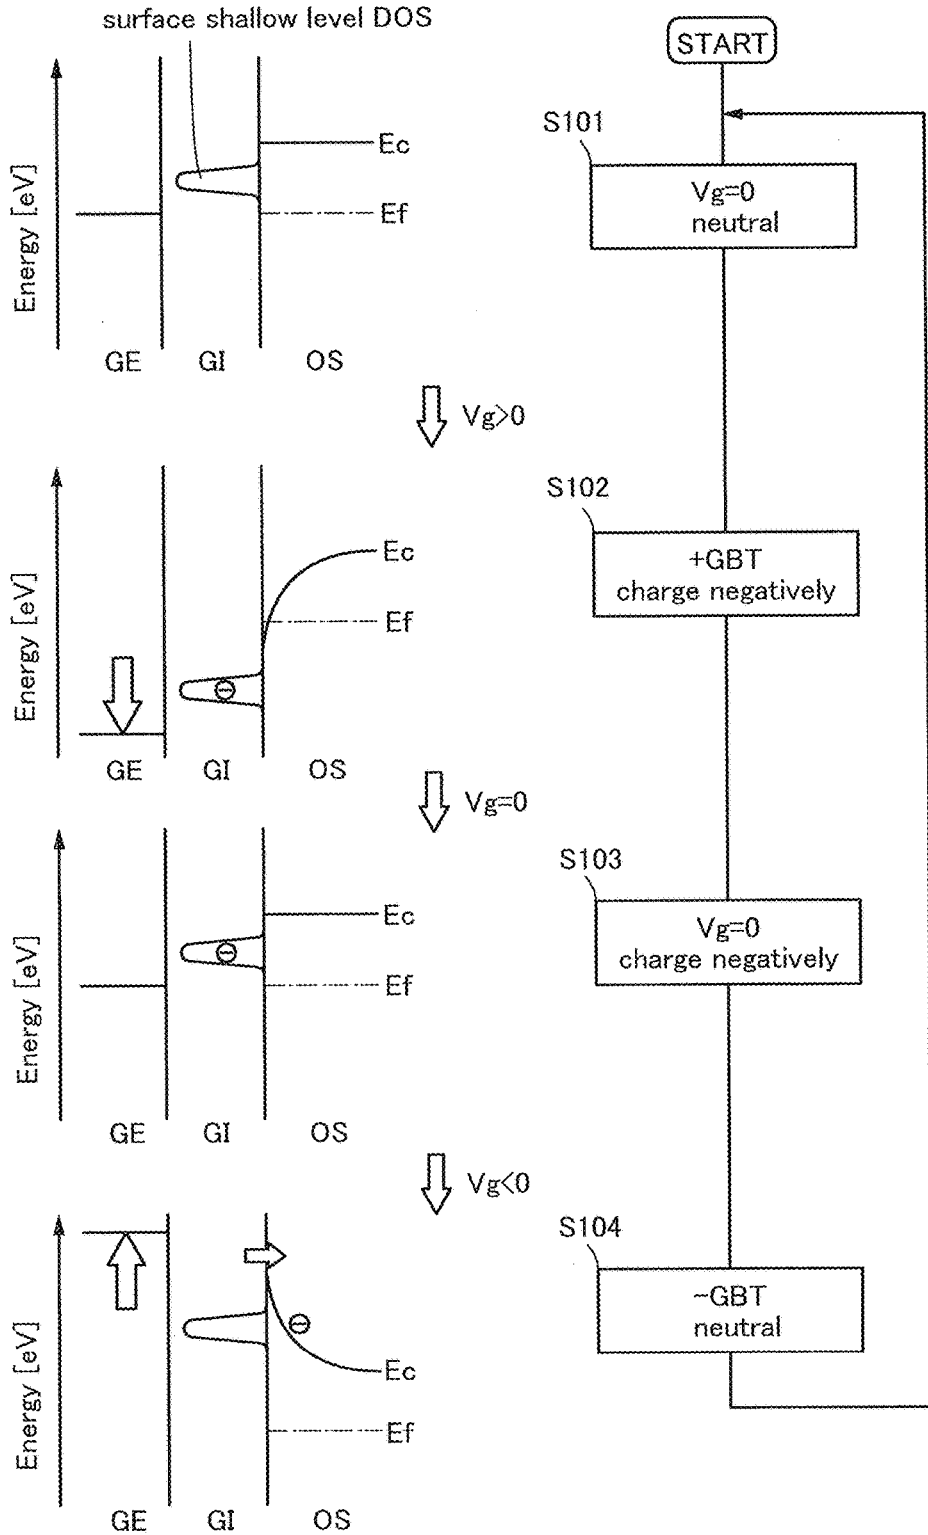 surface shallow level DOS
Energy [eV]
Ec
Ef
GE GI OS
Vg>0
Energy [eV]
Ec
Ef
⊖
GE GI OS
Vg=0
Energy [eV]
⊖
Ec
Ef
GE GI OS
Vg<0
Energy [eV]
⊖
Ec
Ef
GE GI OS
START
S101
Vg=0
neutral
S102
+GBT
charge negatively
S103
Vg=0
charge negatively
S104
-GBT
neutral